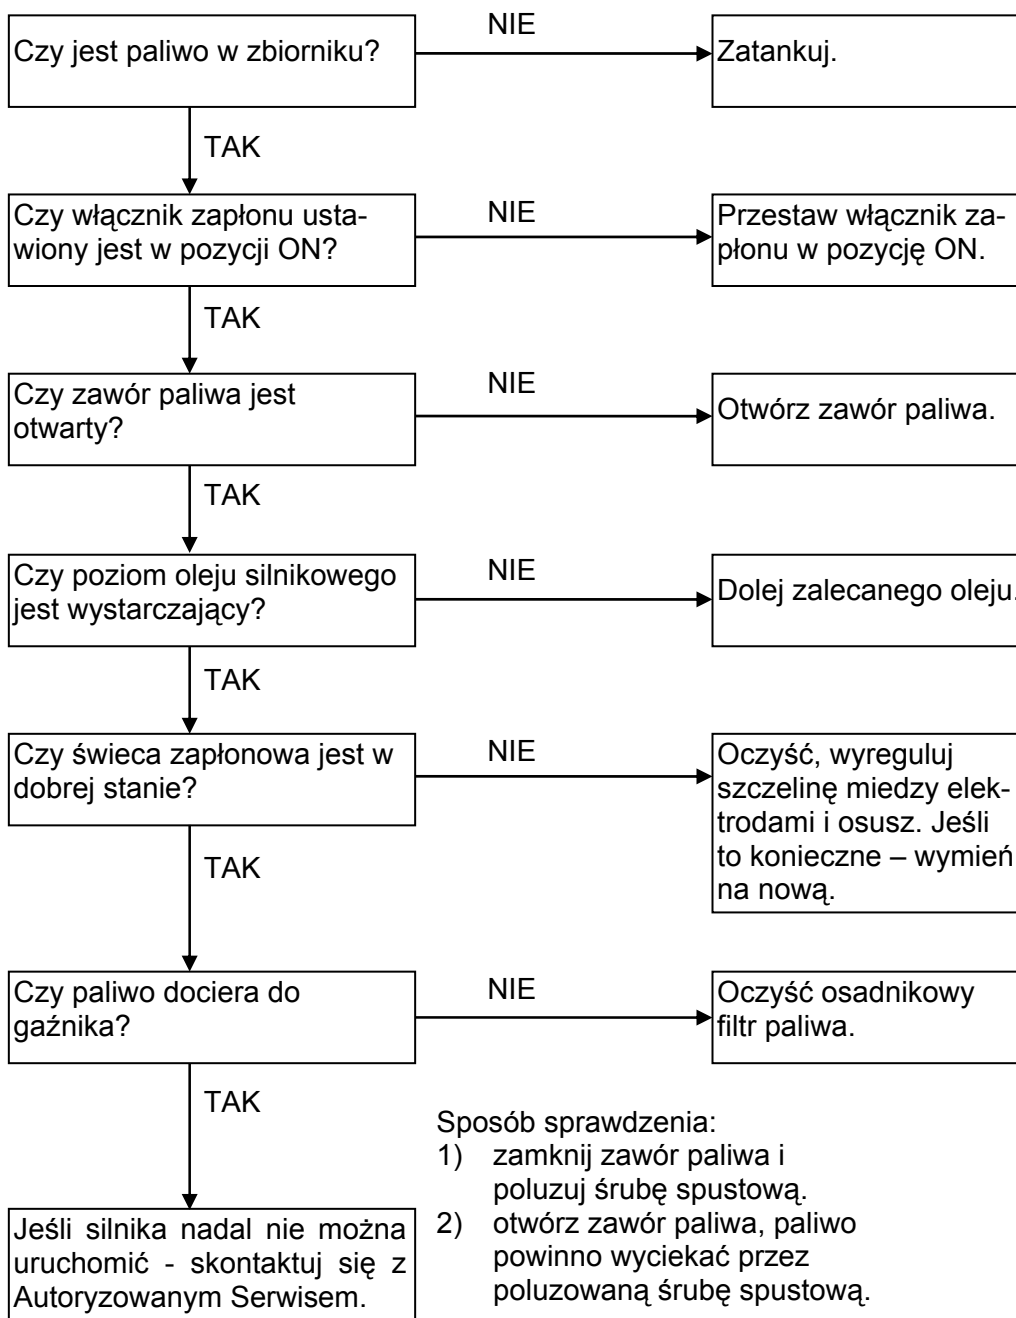 Czy jest paliwo w zbiorniku?
NIE
Zatankuj.
TAK
Czy włącznik zapłonu usta-
wiony jest w pozycji ON?
NIE
Przestaw włącznik za-
płonu w pozycję ON.
TAK
Czy zawór paliwa jest
otwarty?
NIE
Otwórz zawór paliwa.
TAK
Czy poziom oleju silnikowego
jest wystarczający?
NIE
Dolej zalecanego oleju.
TAK
Czy świeca zapłonowa jest w
dobrej stanie?
NIE
Oczyść, wyreguluj
szczelinę miedzy elek-
trodami i osusz. Jeśli
to konieczne – wymień
na nową.
TAK
Czy paliwo dociera do
gaźnika?
NIE
Oczyść osadnikowy
filtr paliwa.
TAK
Sposób sprawdzenia:
1) zamknij zawór paliwa i
poluzuj śrubę spustową.
2) otwórz zawór paliwa, paliwo
powinno wyciekać przez
poluzowaną śrubę spustową.
Jeśli silnika nadal nie można
uruchomić - skontaktuj się z
Autoryzowanym Serwisem.